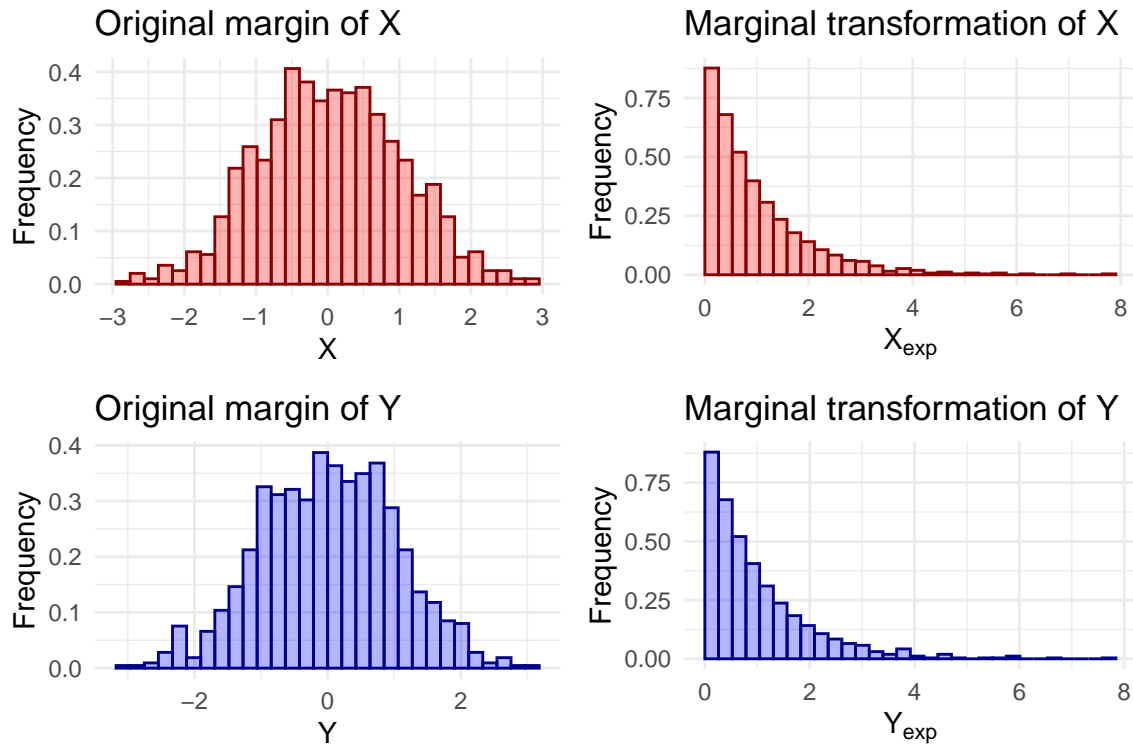 Original margin of X
Frequency
0.4
0.3
0.2
0.1
0.0
−3 −2 −1 0 1 2 3
X
Marginal transformation of X
Frequency
0.75
0.50
0.25
0.00
0 2 4 6 8
Xexp
Original margin of Y
Frequency
0.4
0.3
0.2
0.1
0.0
−2 0 2
Y
Marginal transformation of Y
Frequency
0.75
0.50
0.25
0.00
0 2 4 6 8
Yexp